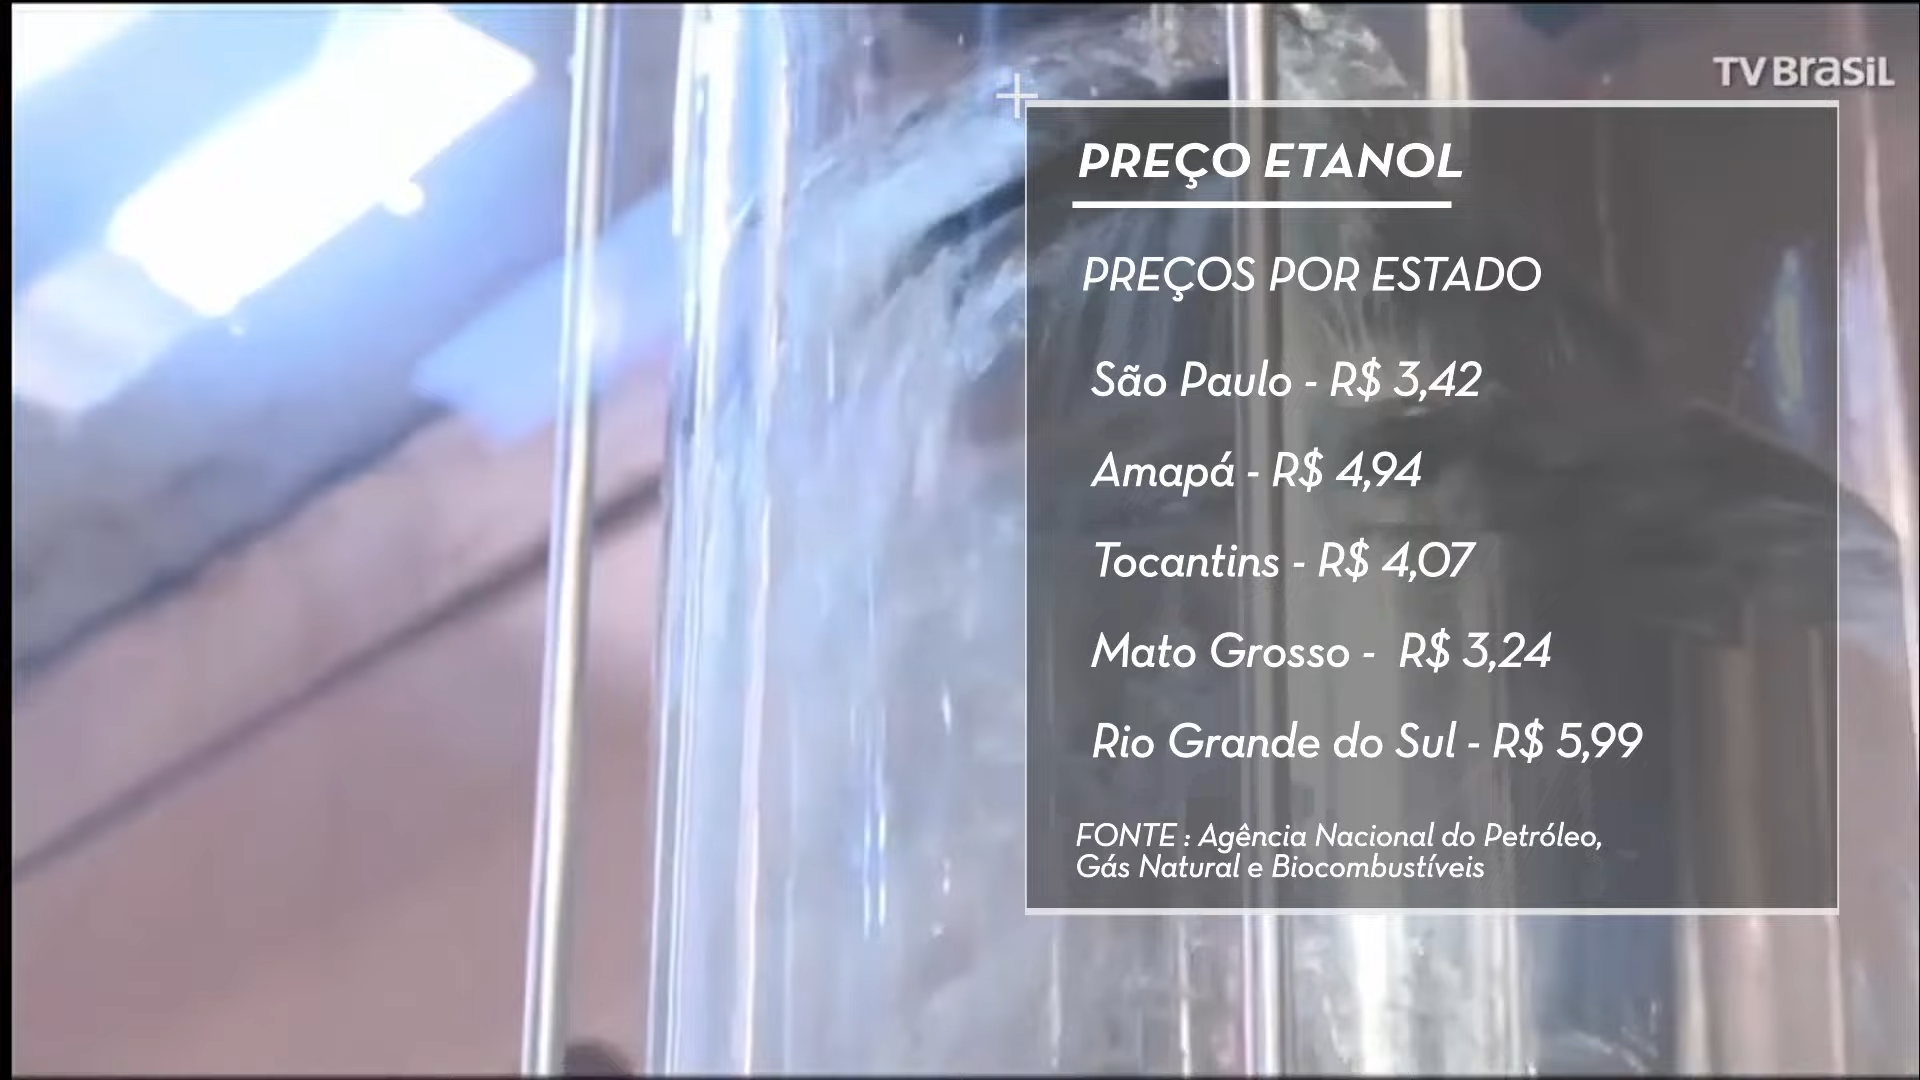 TV BRASIL
PREÇO ETANOL
PREÇOS POR ESTADO
São Paulo - R$ 3,42
Amapá - R$ 4,94
Tocantins - R$ 4,07
Mato Grosso - R$ 3,24
Rio Grande do Sul - R$ 5,99
FONTE : Agência Nacional do Petróleo,
Gás Natural e Biocombustíveis